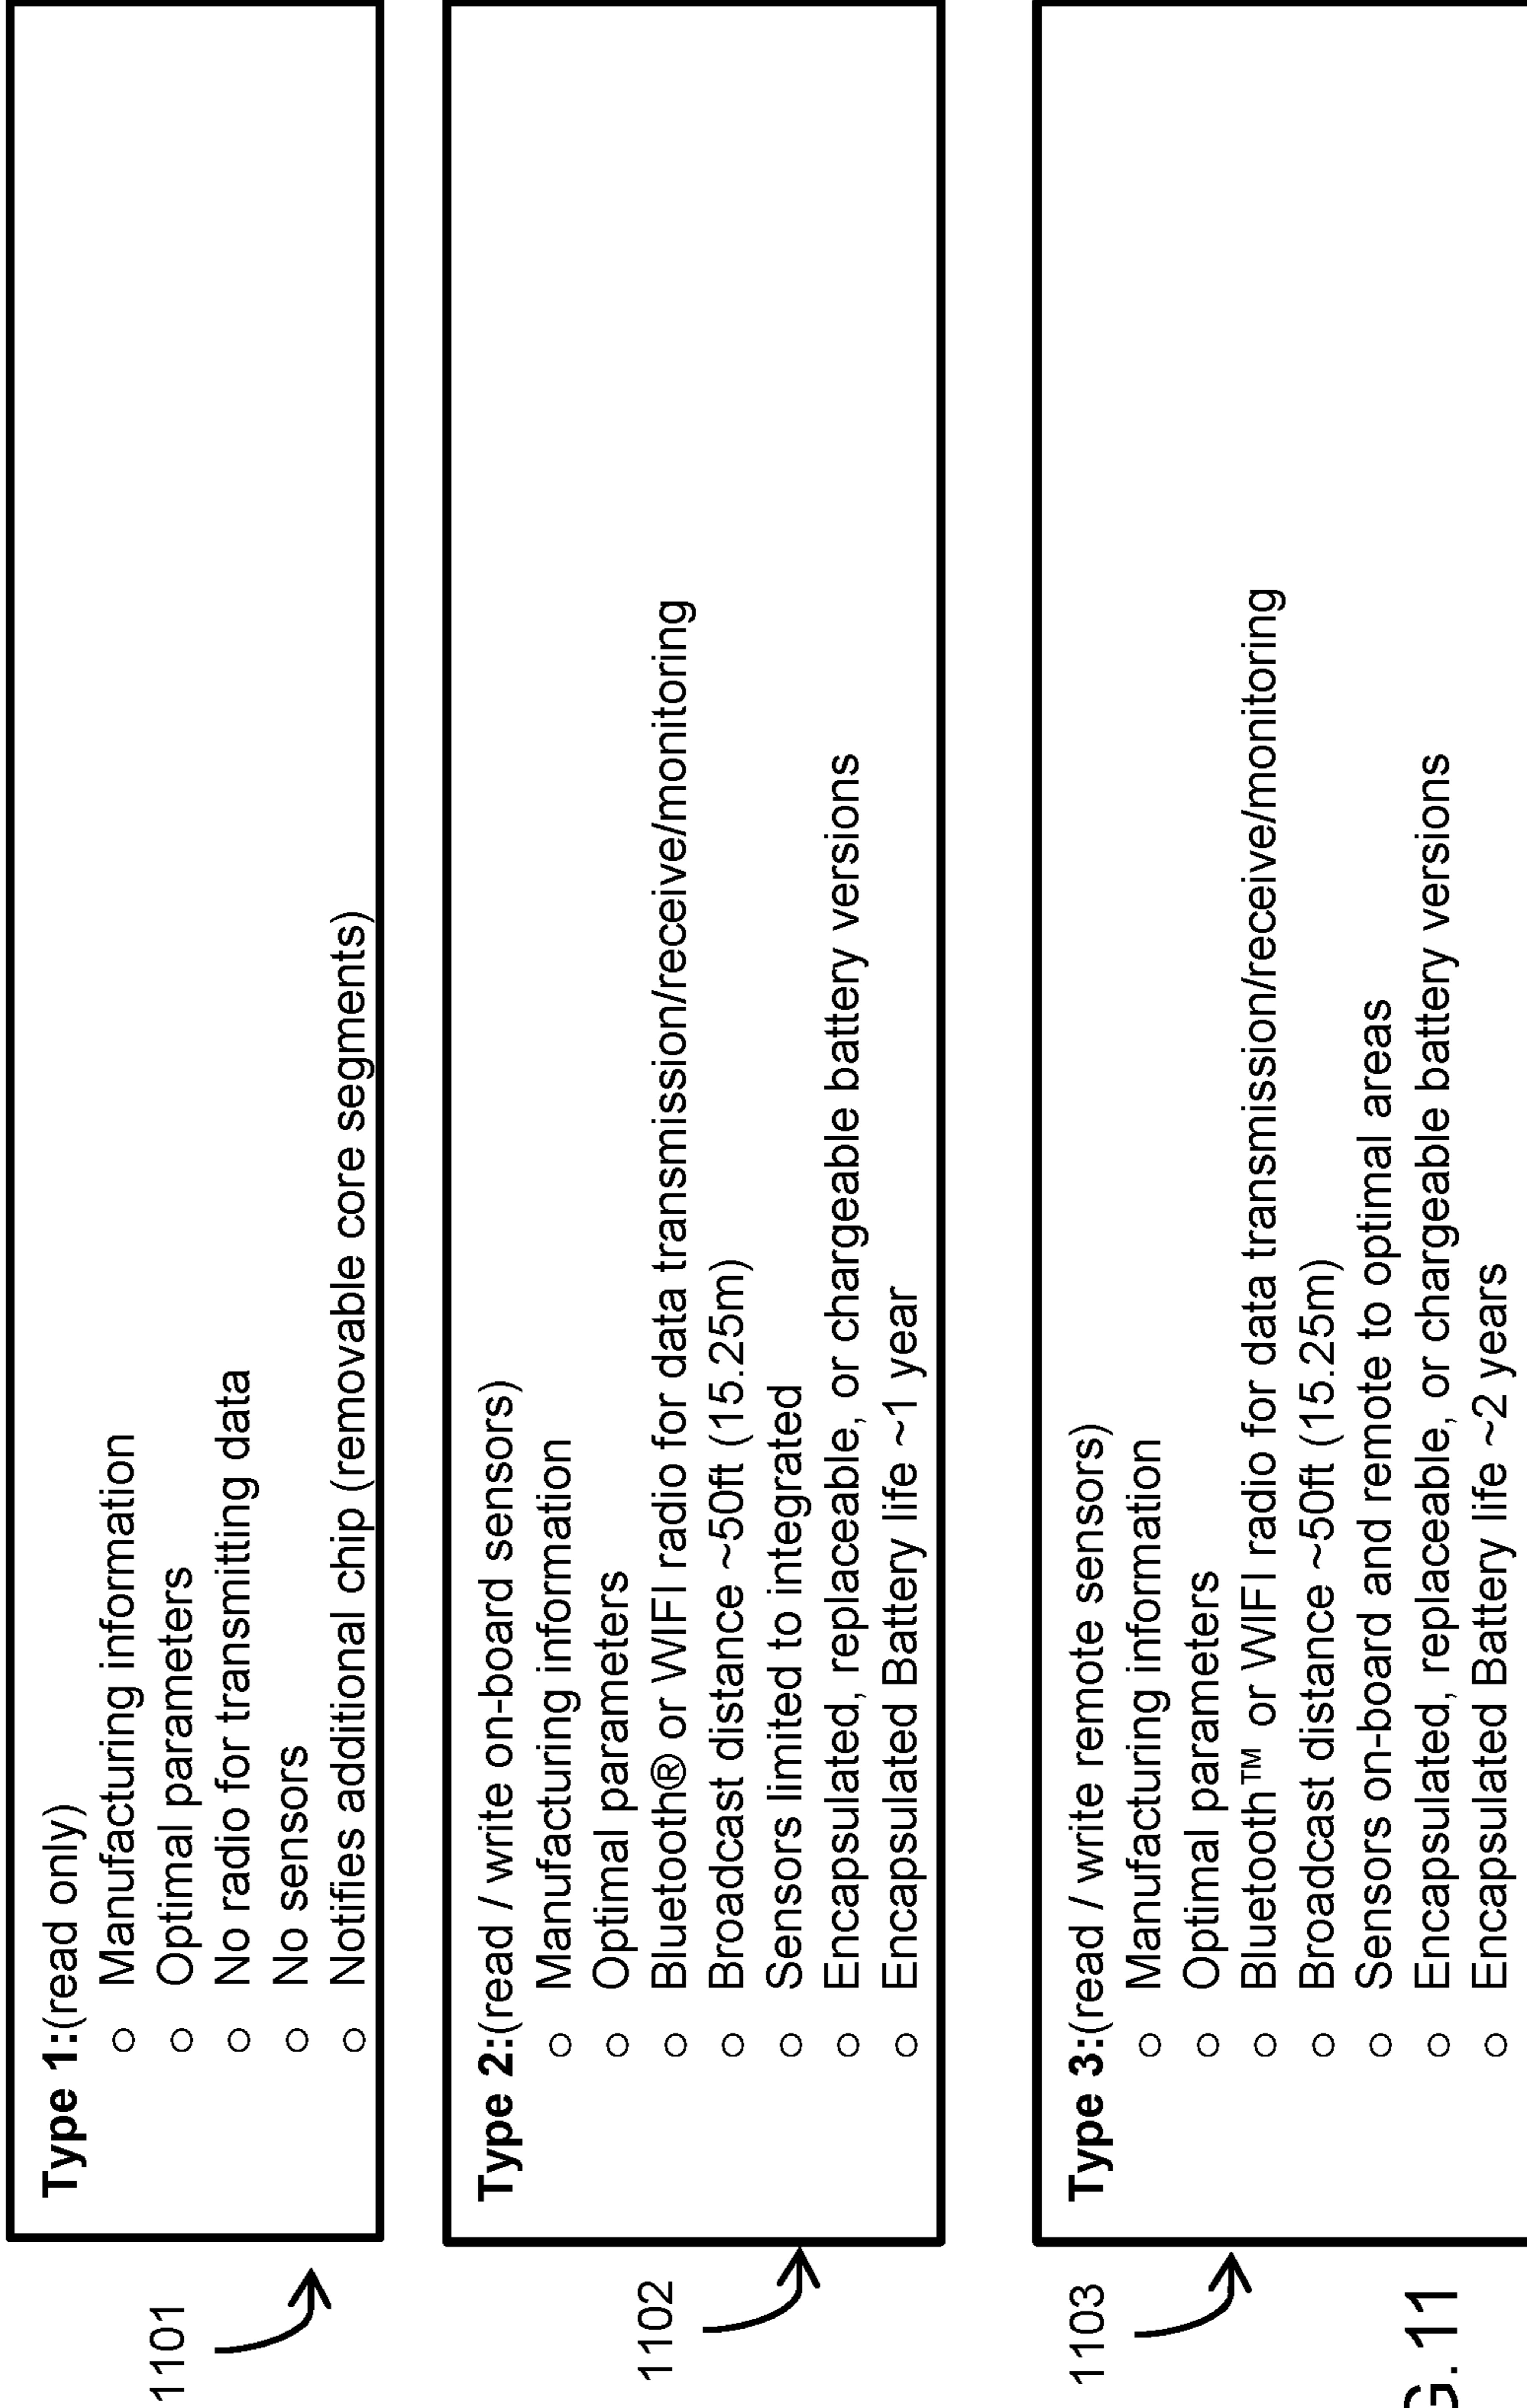 1101
Type 1:(read only)
○ Manufacturing information
○ Optimal parameters
○ No radio for transmitting data
○ No sensors
○ Notifies additional chip (removable core segments)
1102
Type 2:(read / write on-board sensors)
○ Manufacturing information
○ Optimal parameters
○ Bluetooth® or WIFI radio for data transmission/receive/monitoring
○ Broadcast distance ~50ft (15.25m)
○ Sensors limited to integrated
○ Encapsulated, replaceable, or chargeable battery versions
○ Encapsulated Battery life ~1 year
1103
Type 3:(read / write remote sensors)
○ Manufacturing information
○ Optimal parameters
○ Bluetooth™ or WIFI radio for data transmission/receive/monitoring
○ Broadcast distance ~50ft (15.25m)
○ Sensors on-board and remote to optimal areas
○ Encapsulated, replaceable, or chargeable battery versions
○ Encapsulated Battery life ~2 years
G. 11